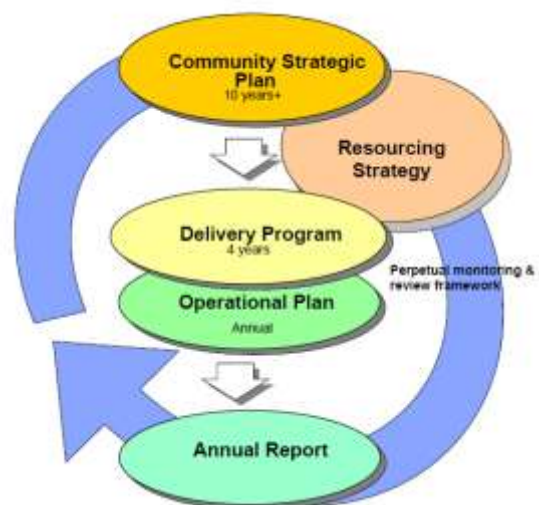 Community Strategic
Plan
10 years+
Resourcing
Strategy
Delivery Program
4 years
Perpetual monitoring &
review framework
Operational Plan
Annual
Annual Report